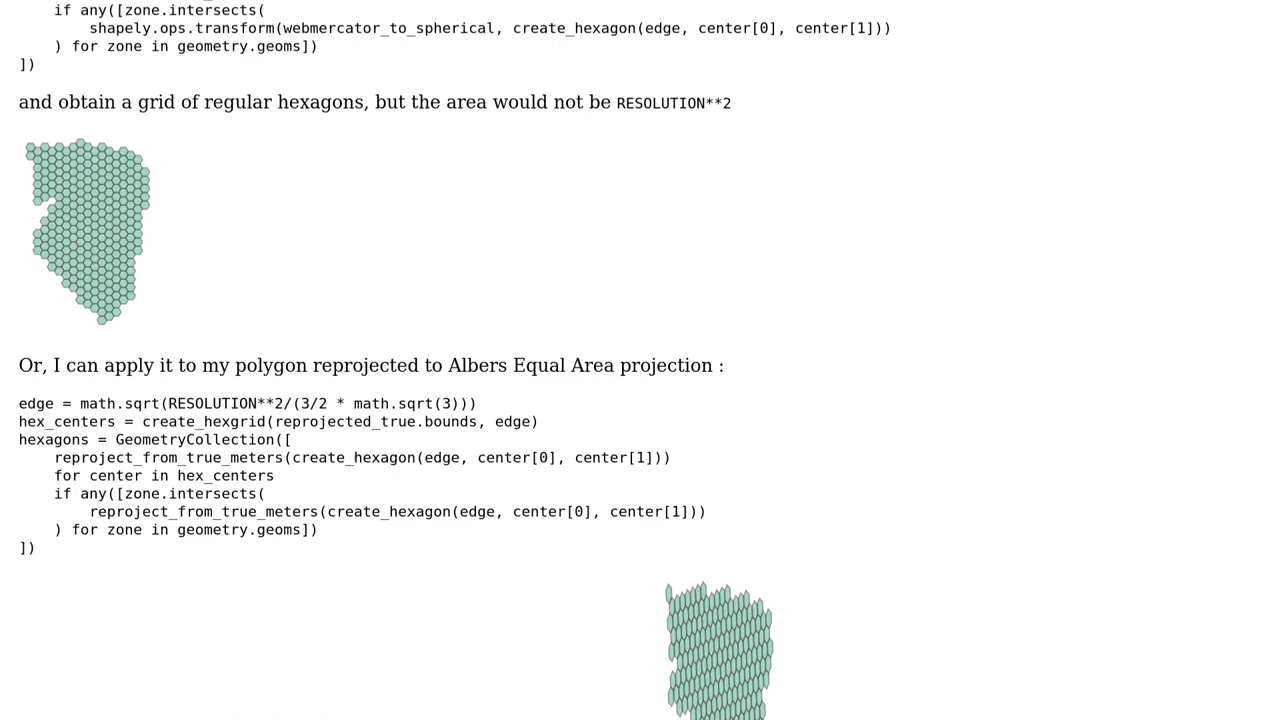 if any([zone.intersects(
shapely.ops.transform(webmercator_to_spherical, create_hexagon(edge, center[0], center[1]))
) for zone in geometry.geoms])
])
and obtain a grid of regular hexagons, but the area would not be RESOLUTION**2
Or, I can apply it to my polygon reprojected to Albers Equal Area projection :
edge = math.sqrt(RESOLUTION**2/(3/2 * math.sqrt(3)))
hex_centers = create_hexgrid(reprojected_true.bounds, edge)
hexagons = GeometryCollection([
reproject_from_true_meters(create_hexagon(edge, center[0], center[1]))
for center in hex_centers
if any([zone.intersects(
reproject_from_true_meters(create_hexagon(edge, center[0], center[1]))
) for zone in geometry.geoms])
])